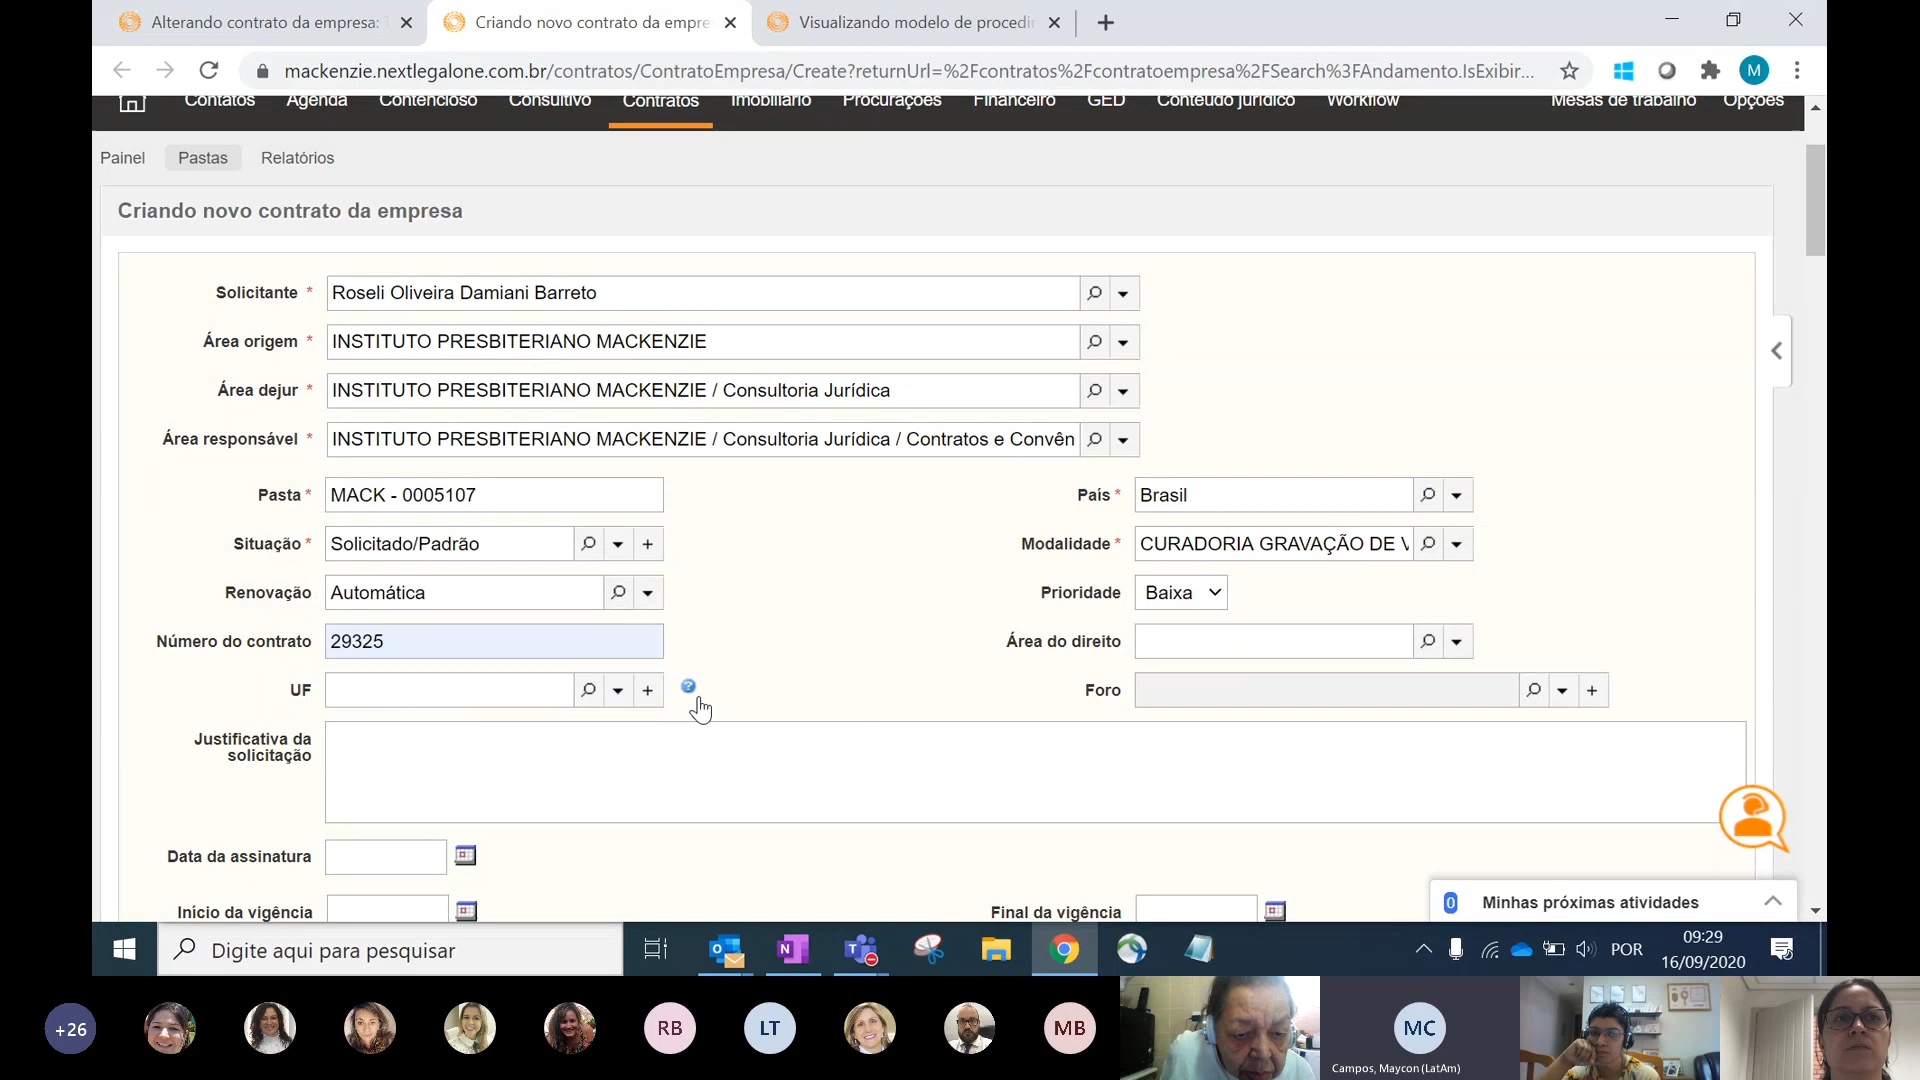 Alterando contrato da empresa:
Criando novo contrato da empre
Visualizando modelo de procedi
mackenzie.nextlegalone.com.br/contratos/ContratoEmpresa/Create?returnUrl=%2Fcontratos%2Fcontratoempresa%2FSearch%3FAndamento.IsExibir...
M
Contatos Agenda Contencioso Consultivo Contratos Imobiliário Procurações Financeiro GED Conteúdo jurídico Workflow Mesas de trabalho Opções
Painel Pastas Relatórios
Criando novo contrato da empresa
Solicitante * Roseli Oliveira Damiani Barreto
Área origem * INSTITUTO PRESBITERIANO MACKENZIE
Área dejur * INSTITUTO PRESBITERIANO MACKENZIE / Consultoria Jurídica
Área responsável * INSTITUTO PRESBITERIANO MACKENZIE / Consultoria Jurídica / Contratos e Convên
Pasta * MACK - 0005107 País * Brasil
Situação * Solicitado/Padrão + Modalidade * CURADORIA GRAVAÇÃO DE V
Renovação Automática Prioridade Baixa
Número do contrato 29325 Área do direito
UF + ? Foro +
Justificativa da
solicitação
Data da assinatura
Início da vigência Final da vigência
0 Minhas próximas atividades
Digite aqui para pesquisar
POR
09:29
16/09/2020
+26 RB LT MB MC
Campos, Maycon (LatAm)